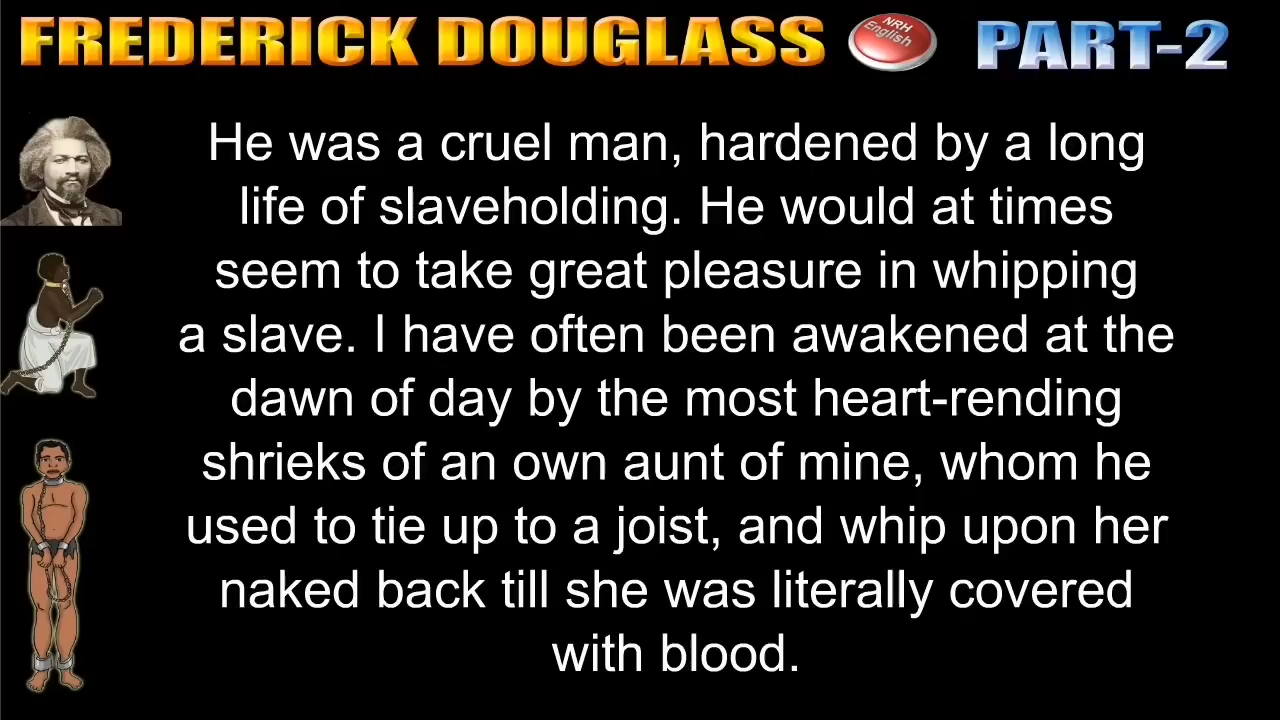 FREDERICK DOUGLASS
NRH
English
PART-2
He was a cruel man, hardened by a long
life of slaveholding. He would at times
seem to take great pleasure in whipping
a slave. I have often been awakened at the
dawn of day by the most heart-rending
shrieks of an own aunt of mine, whom he
used to tie up to a joist, and whip upon her
naked back till she was literally covered
with blood.